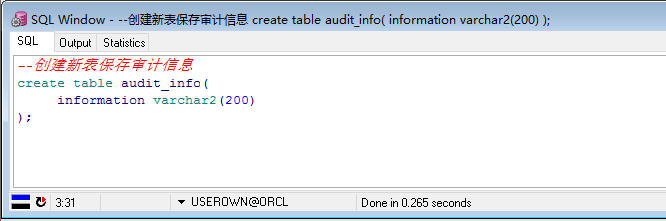 SQL Window - --创建新表保存审计信息 create table audit_info( information varchar2(200) );
SQL Output Statistics
--创建新表保存审计信息
create table audit_info(
information varchar2(200)
);
3:31 USEROWN@ORCL Done in 0.265 seconds